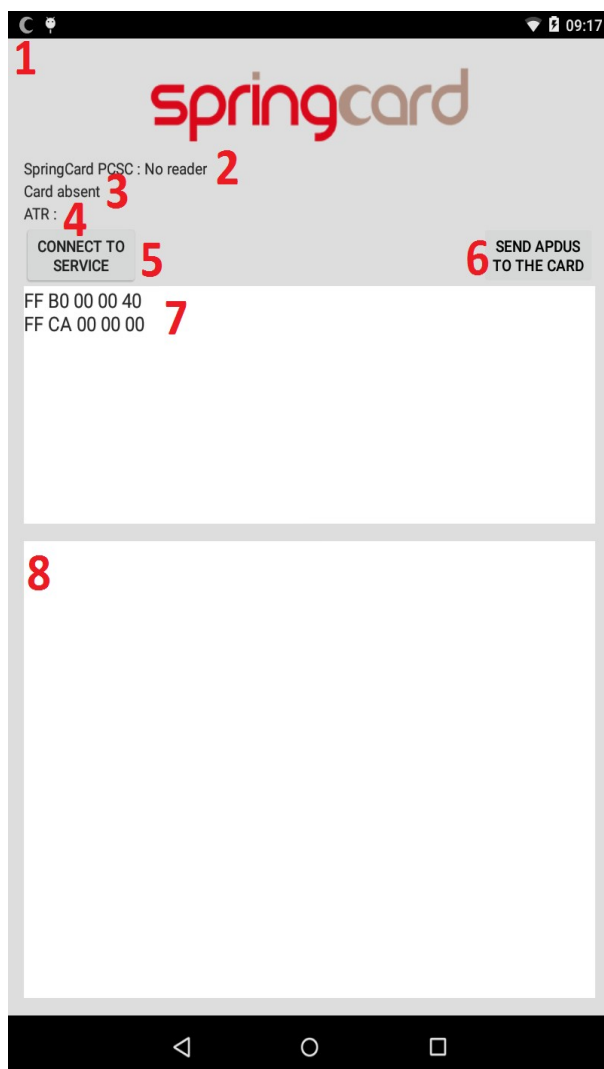 09:17
1
springcard
SpringCard PCSC : No reader 2
Card absent 3
ATR : 4
CONNECT TO
SERVICE 5
6 SEND APDUS
TO THE CARD
FF B0 00 00 40
FF CA 00 00 00 7
8